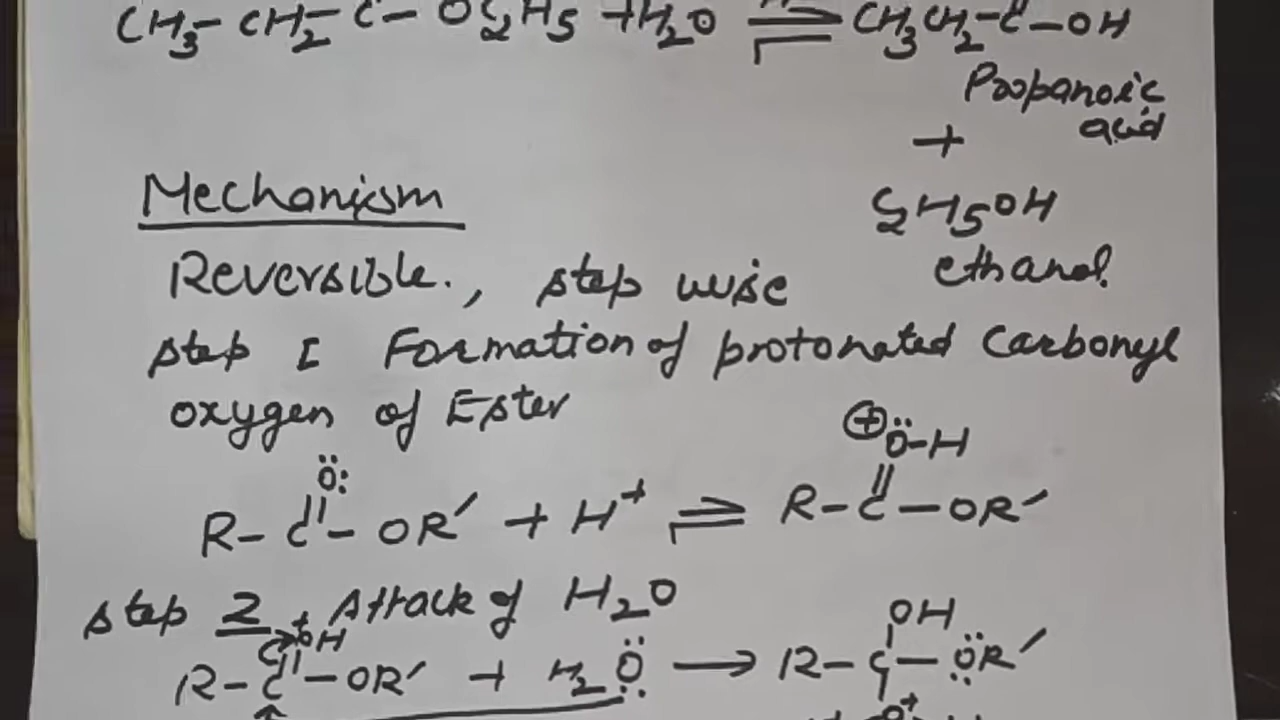 CH₃-CH₂-C-OC₂H₅ +H₂O ⇌ CH₃CH₂-C-OH
Propanoic
acid
+
C₂H₅OH
ethanol.
Mechanism
Reversible., step wise
step I Formation of protonated Carbonyl
oxygen of Ester
⊕Ö-H
Ö:
R-C-OR′ + H⁺ ⇌ R-C-OR′
step 2 Attack of H₂O
OH
⁺OH
R-C-OR′ + H₂Ö → R-C-ÖR′
O⁺